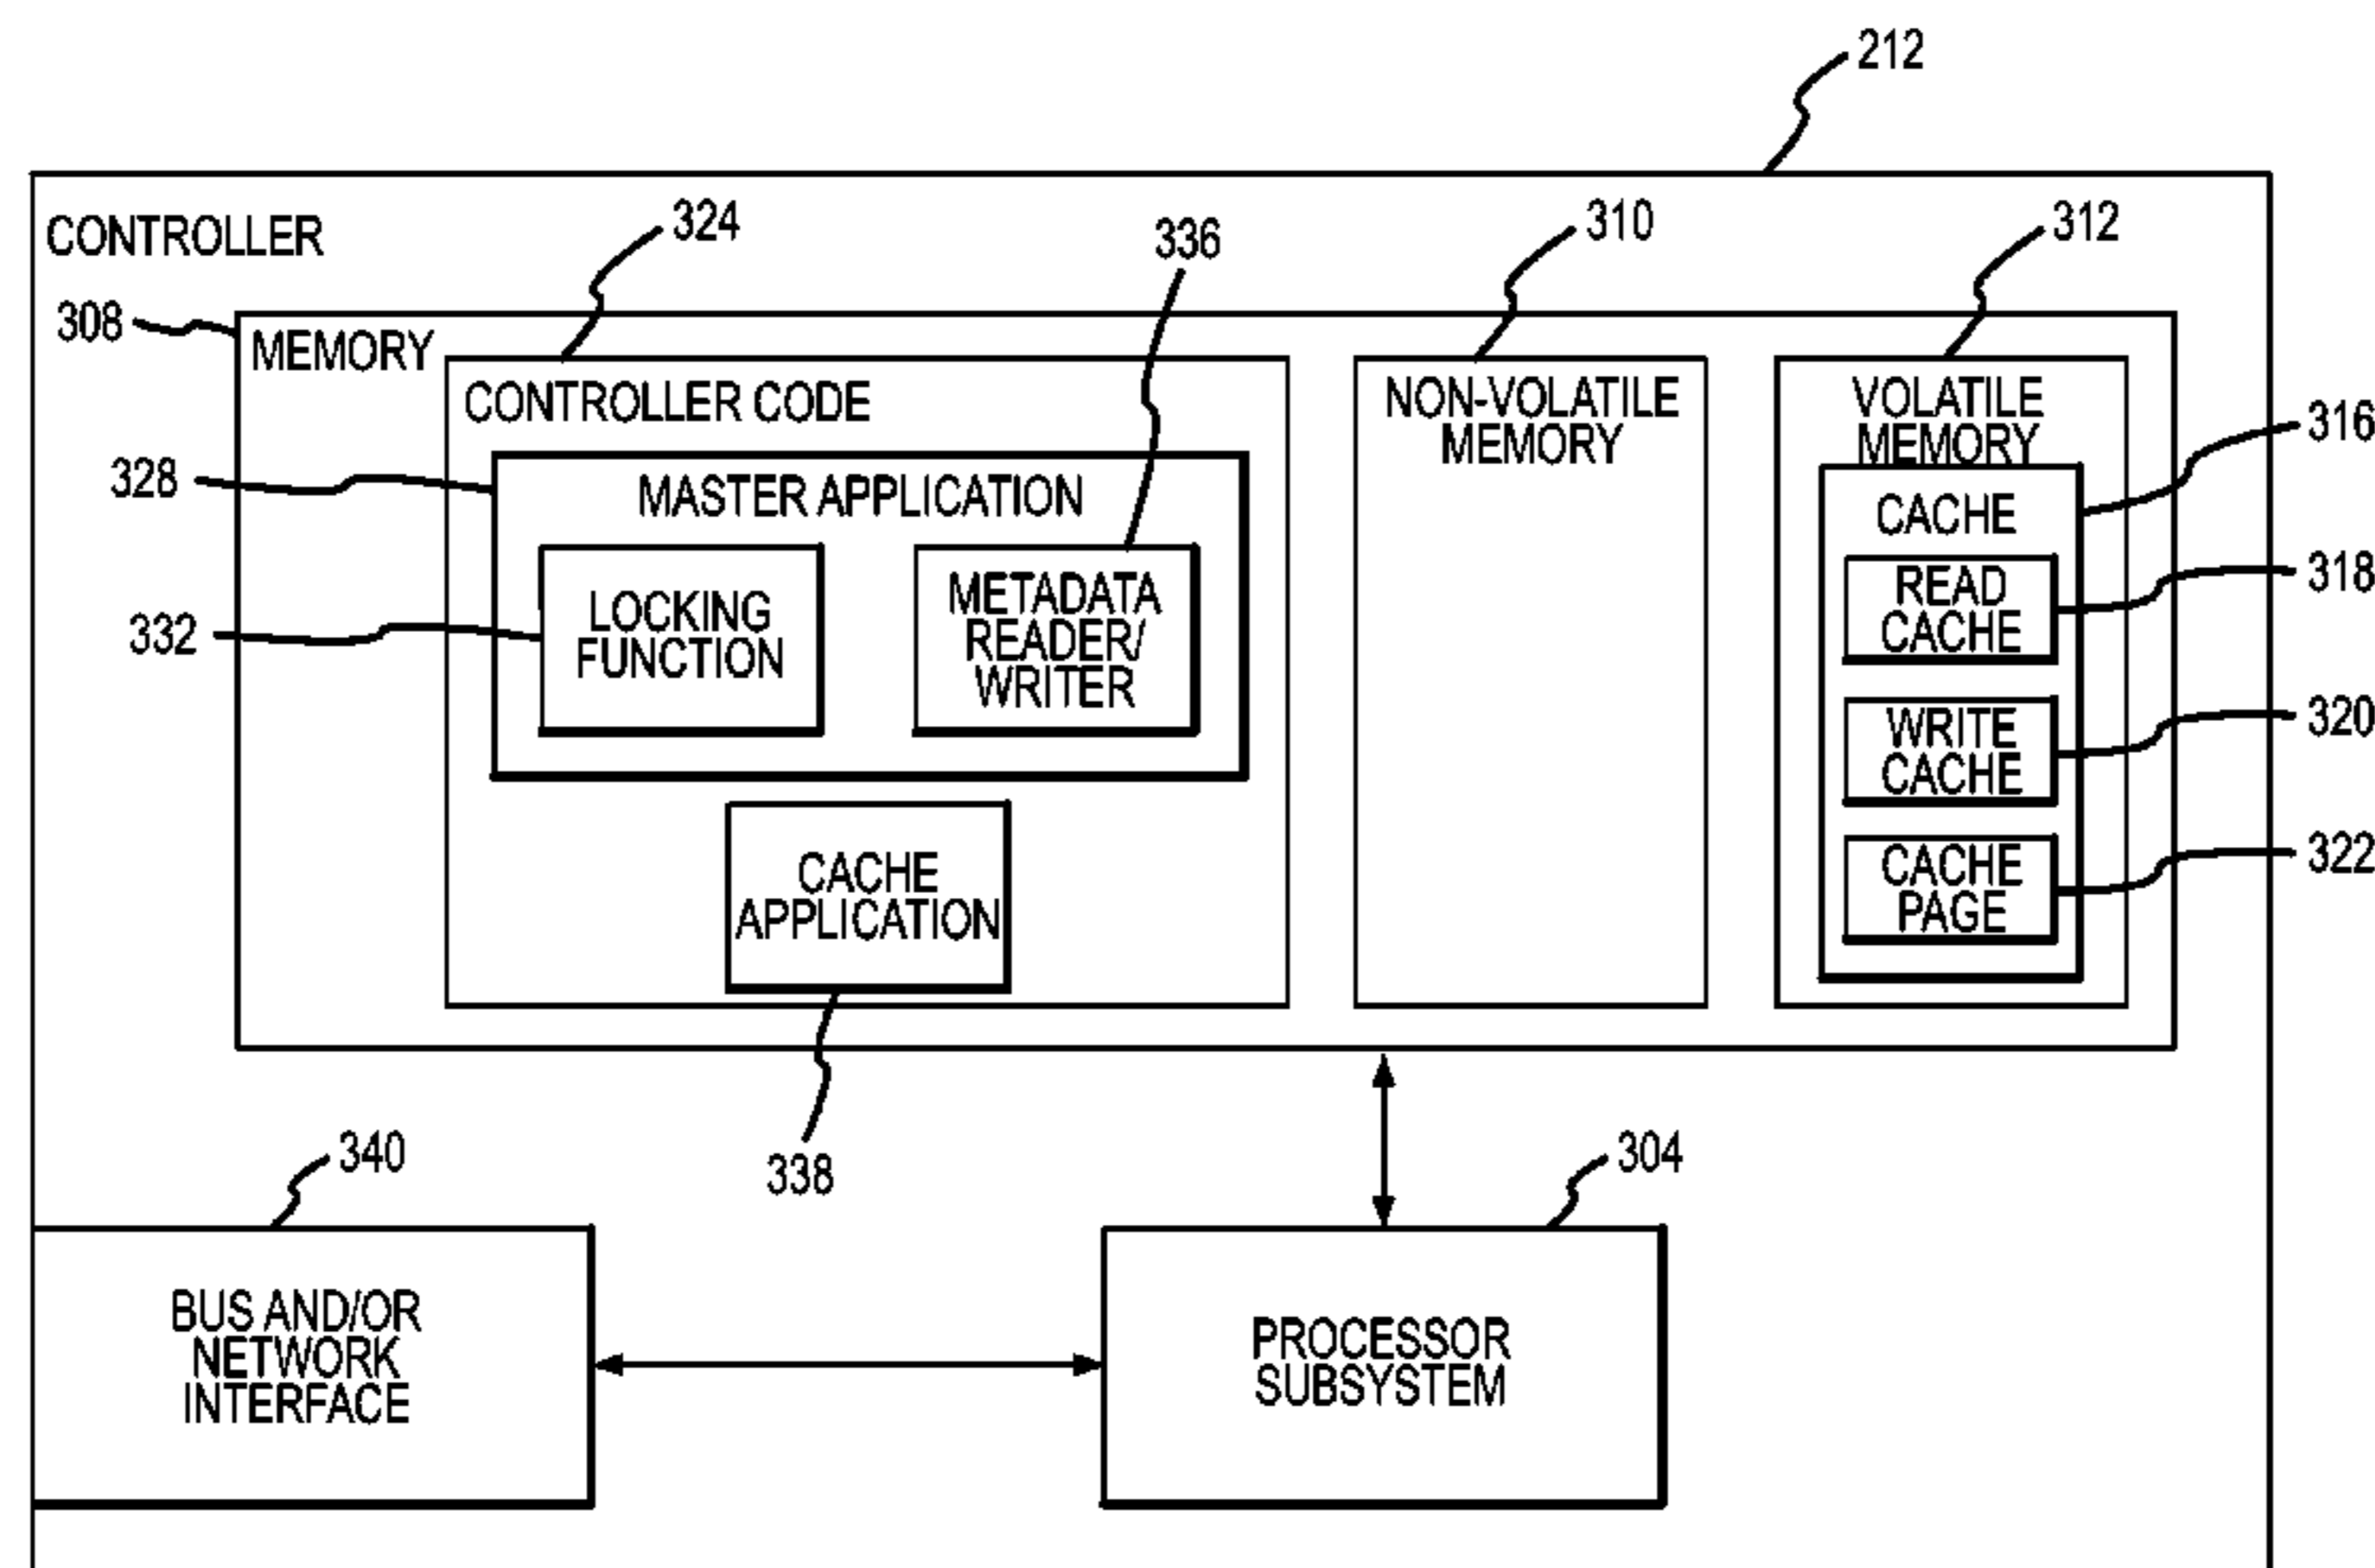 212
CONTROLLER
324
336
310
312
308
MEMORY
CONTROLLER CODE
NON-VOLATILE
MEMORY
VOLATILE
MEMORY
316
328
MASTER APPLICATION
CACHE
318
332
LOCKING
FUNCTION
METADATA
READER/
WRITER
READ
CACHE
320
WRITE
CACHE
322
CACHE
PAGE
CACHE
APPLICATION
338
340
304
BUS AND/OR
NETWORK
INTERFACE
PROCESSOR
SUBSYSTEM